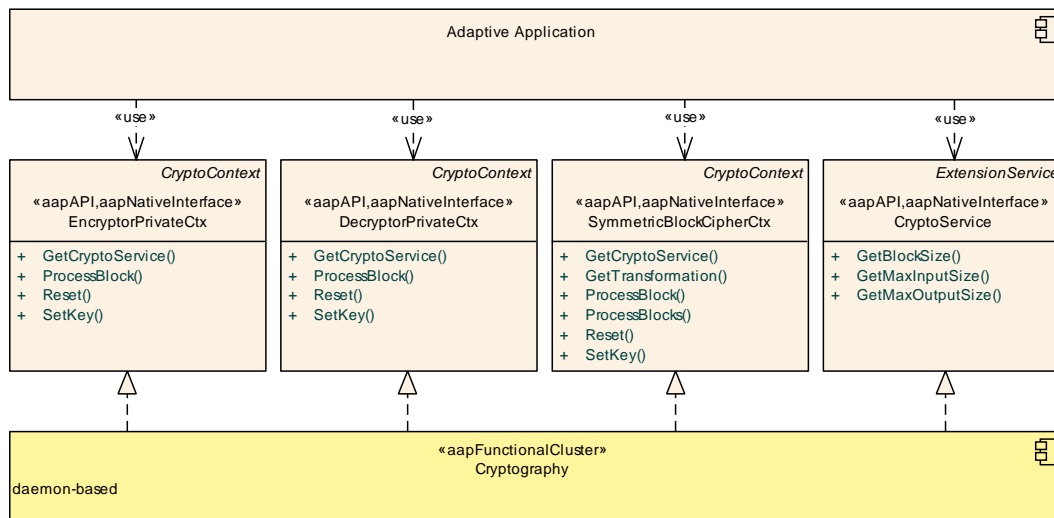 Adaptive Application
«use»
«use»
«use»
«use»
CryptoContext
«aapAPI,aapNativeInterface»
EncryptorPrivateCtx
+ GetCryptoService()
+ ProcessBlock()
+ Reset()
+ SetKey()
CryptoContext
«aapAPI,aapNativeInterface»
DecryptorPrivateCtx
+ GetCryptoService()
+ ProcessBlock()
+ Reset()
+ SetKey()
CryptoContext
«aapAPI,aapNativeInterface»
SymmetricBlockCipherCtx
+ GetCryptoService()
+ GetTransformation()
+ ProcessBlock()
+ ProcessBlocks()
+ Reset()
+ SetKey()
ExtensionService
«aapAPI,aapNativeInterface»
CryptoService
+ GetBlockSize()
+ GetMaxInputSize()
+ GetMaxOutputSize()
«aapFunctionalCluster»
Cryptography
daemon-based